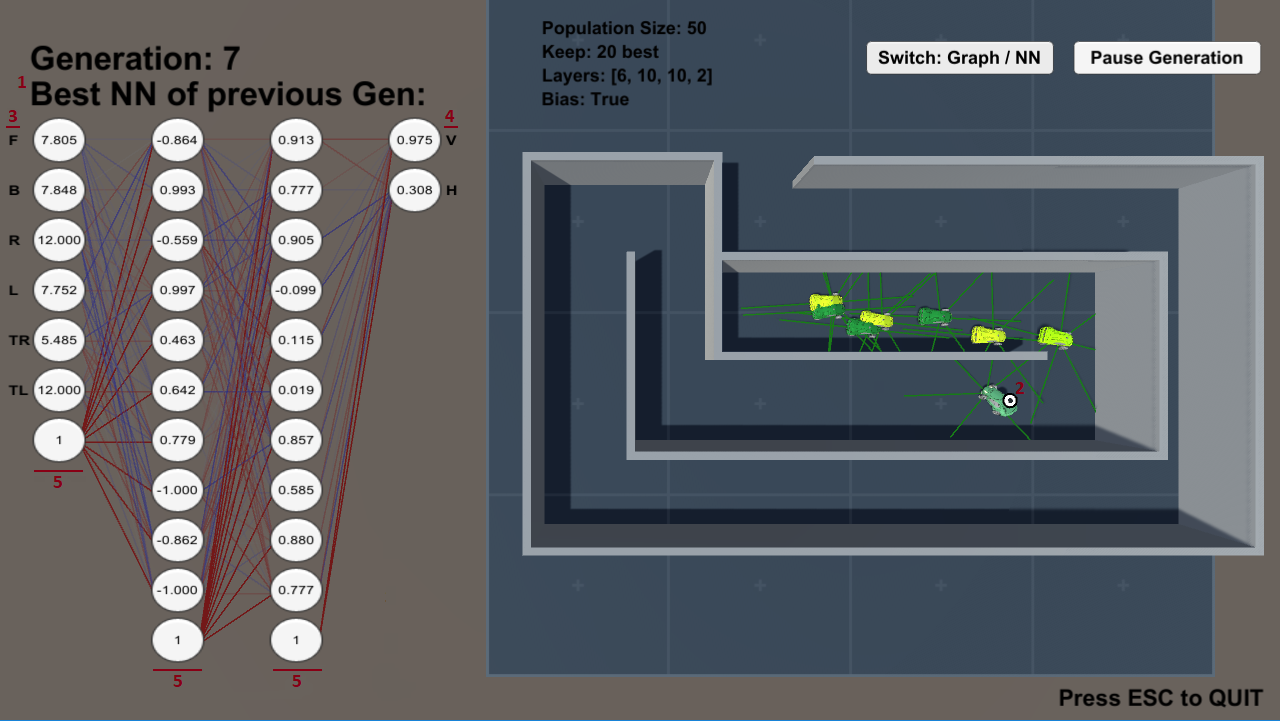 Generation: 7
1
Best NN of previous Gen:
Population Size: 50
Keep: 20 best
Layers: [6, 10, 10, 2]
Bias: True
Switch: Graph / NN
Pause Generation
3
4
F 7.805 -0.864 0.913 0.975 V
B 7.848 0.993 0.777 0.308 H
R 12.000 -0.559 0.905
L 7.752 0.997 -0.099
TR 5.485 0.463 0.115
TL 12.000 0.642 0.019
1 0.779 0.857
5
-1.000 0.585
-0.862 0.880
-1.000 0.777
1 1
5 5
2
Press ESC to QUIT